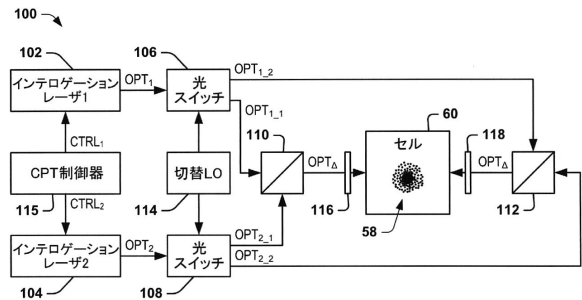 100
102
106
OPT1_2
インテロゲーション
レーザ1
OPT1
光
スイッチ
OPT1_1
60
118
110
セル
CTRL1
OPTΔ
OPTΔ
CPT制御器
切替LO
115
114
116
58
112
CTRL2
OPT2_1
インテロゲーション
レーザ2
OPT2
光
スイッチ
OPT2_2
104
108